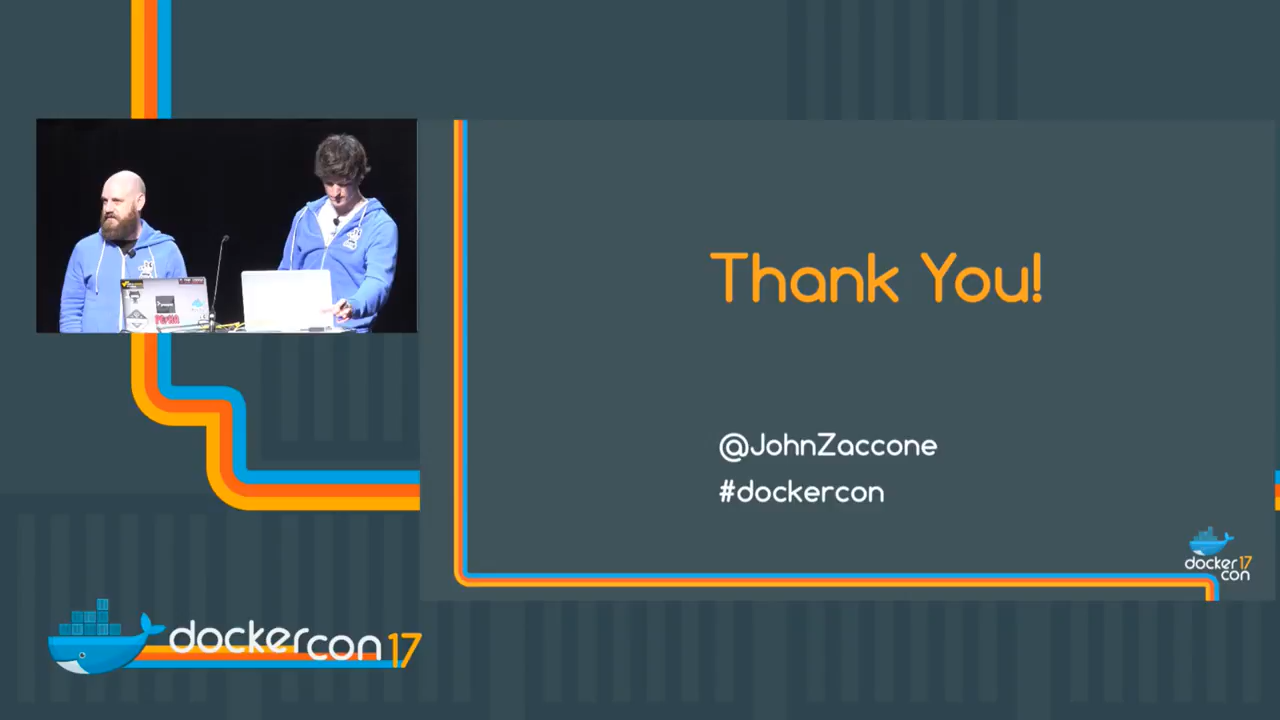 Thank You!
@JohnZaccone
#dockercon
docker 17
con
dockercon 17